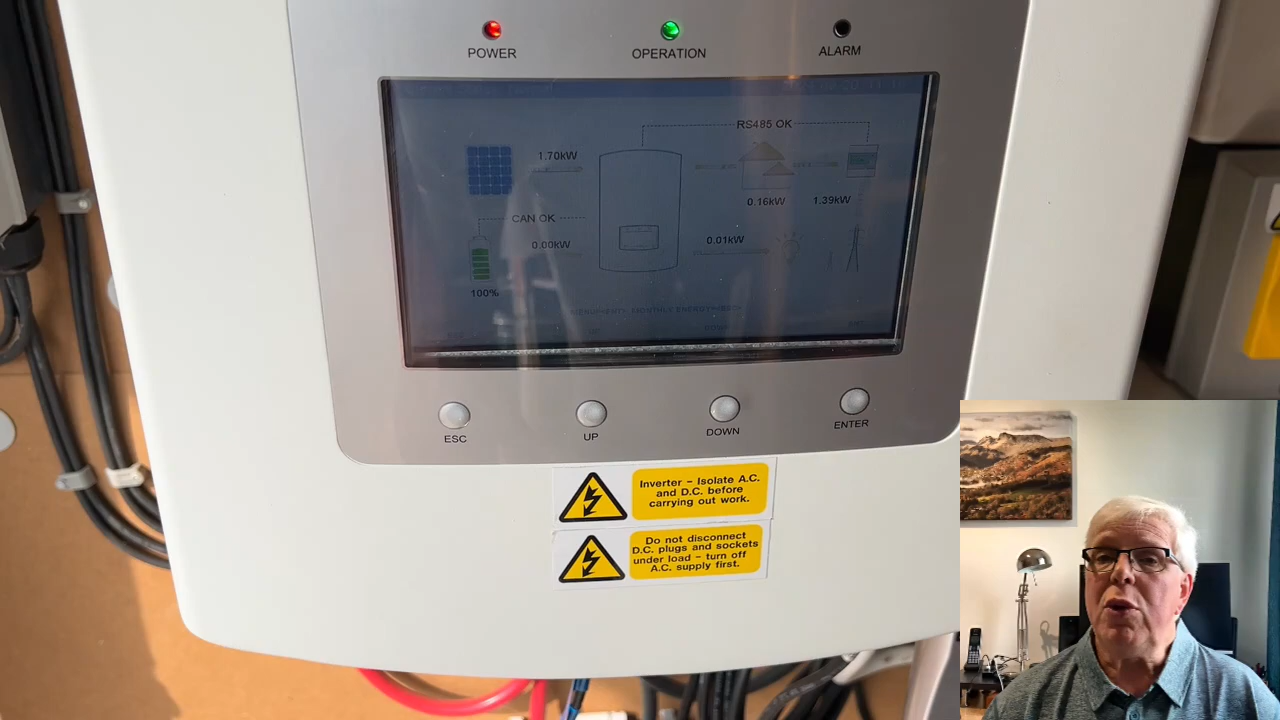 POWER
OPERATION
ALARM
RS485 OK
1.70kW
CAN OK
0.16kW
1.39kW
0.00kW
0.01kW
100%
ESC
UP
DOWN
ENTER
Inverter - Isolate A.C.
and D.C. before
carrying out work.
Do not disconnect
D.C. plugs and sockets
under load - turn off
A.C. supply first.